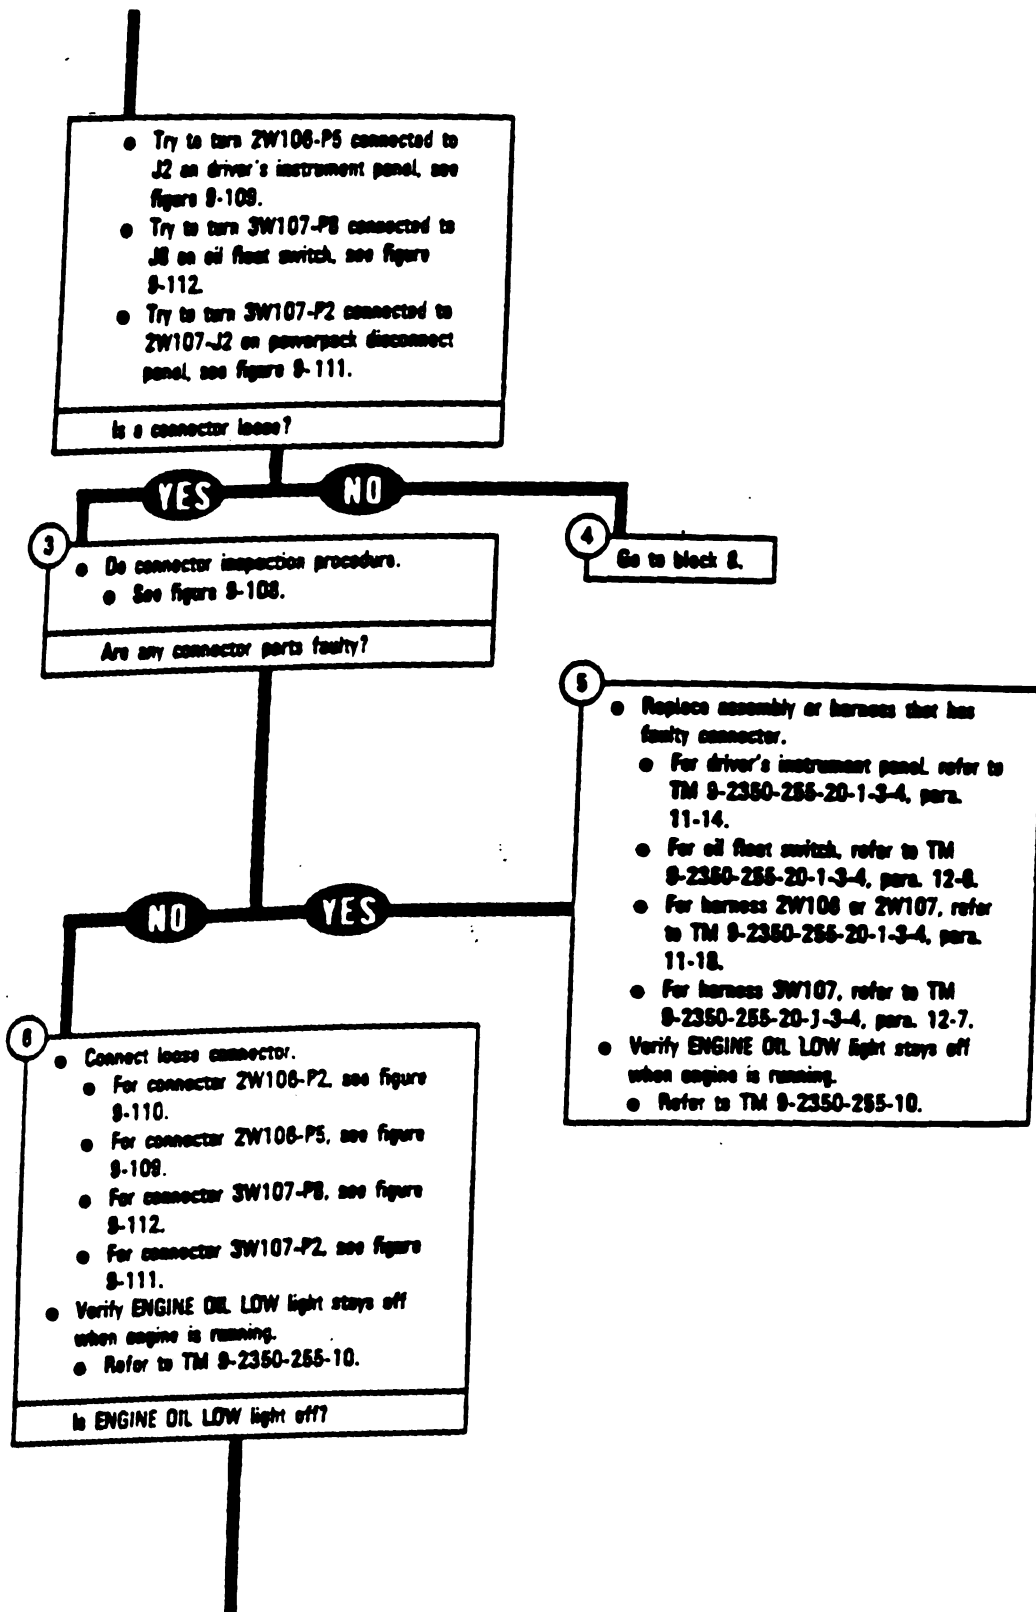 • Try to turn 2W106-P5 connected to
J2 on driver's instrument panel, see
figure 9-109.
• Try to turn 3W107-P8 connected to
J8 on oil float switch, see figure
9-112.
• Try to turn 3W107-P2 connected to
2W107-J2 on powerpack disconnect
panel, see figure 9-111.
Is a connector loose?
YES
NO
3
• Do connector inspection procedure.
• See figure 9-108.
Are any connector parts faulty?
4
Go to block 8.
5
• Replace assembly or harness that has
faulty connector.
• For driver's instrument panel, refer to
TM 9-2350-255-20-1-3-4, para.
11-14.
• For oil float switch, refer to TM
9-2350-255-20-1-3-4, para. 12-6.
• For harness 2W106 or 2W107, refer
to TM 9-2350-255-20-1-3-4, para.
11-18.
• For harness 3W107, refer to TM
9-2350-255-20-1-3-4, para. 12-7.
• Verify ENGINE OIL LOW light stays off
when engine is running.
• Refer to TM 9-2350-255-10.
NO
YES
6
• Connect loose connector.
• For connector 2W106-P2, see figure
9-110.
• For connector 2W106-P5, see figure
9-109.
• For connector 3W107-P8, see figure
9-112.
• For connector 3W107-P2, see figure
9-111.
• Verify ENGINE OIL LOW light stays off
when engine is running.
• Refer to TM 9-2350-255-10.
Is ENGINE OIL LOW light off?